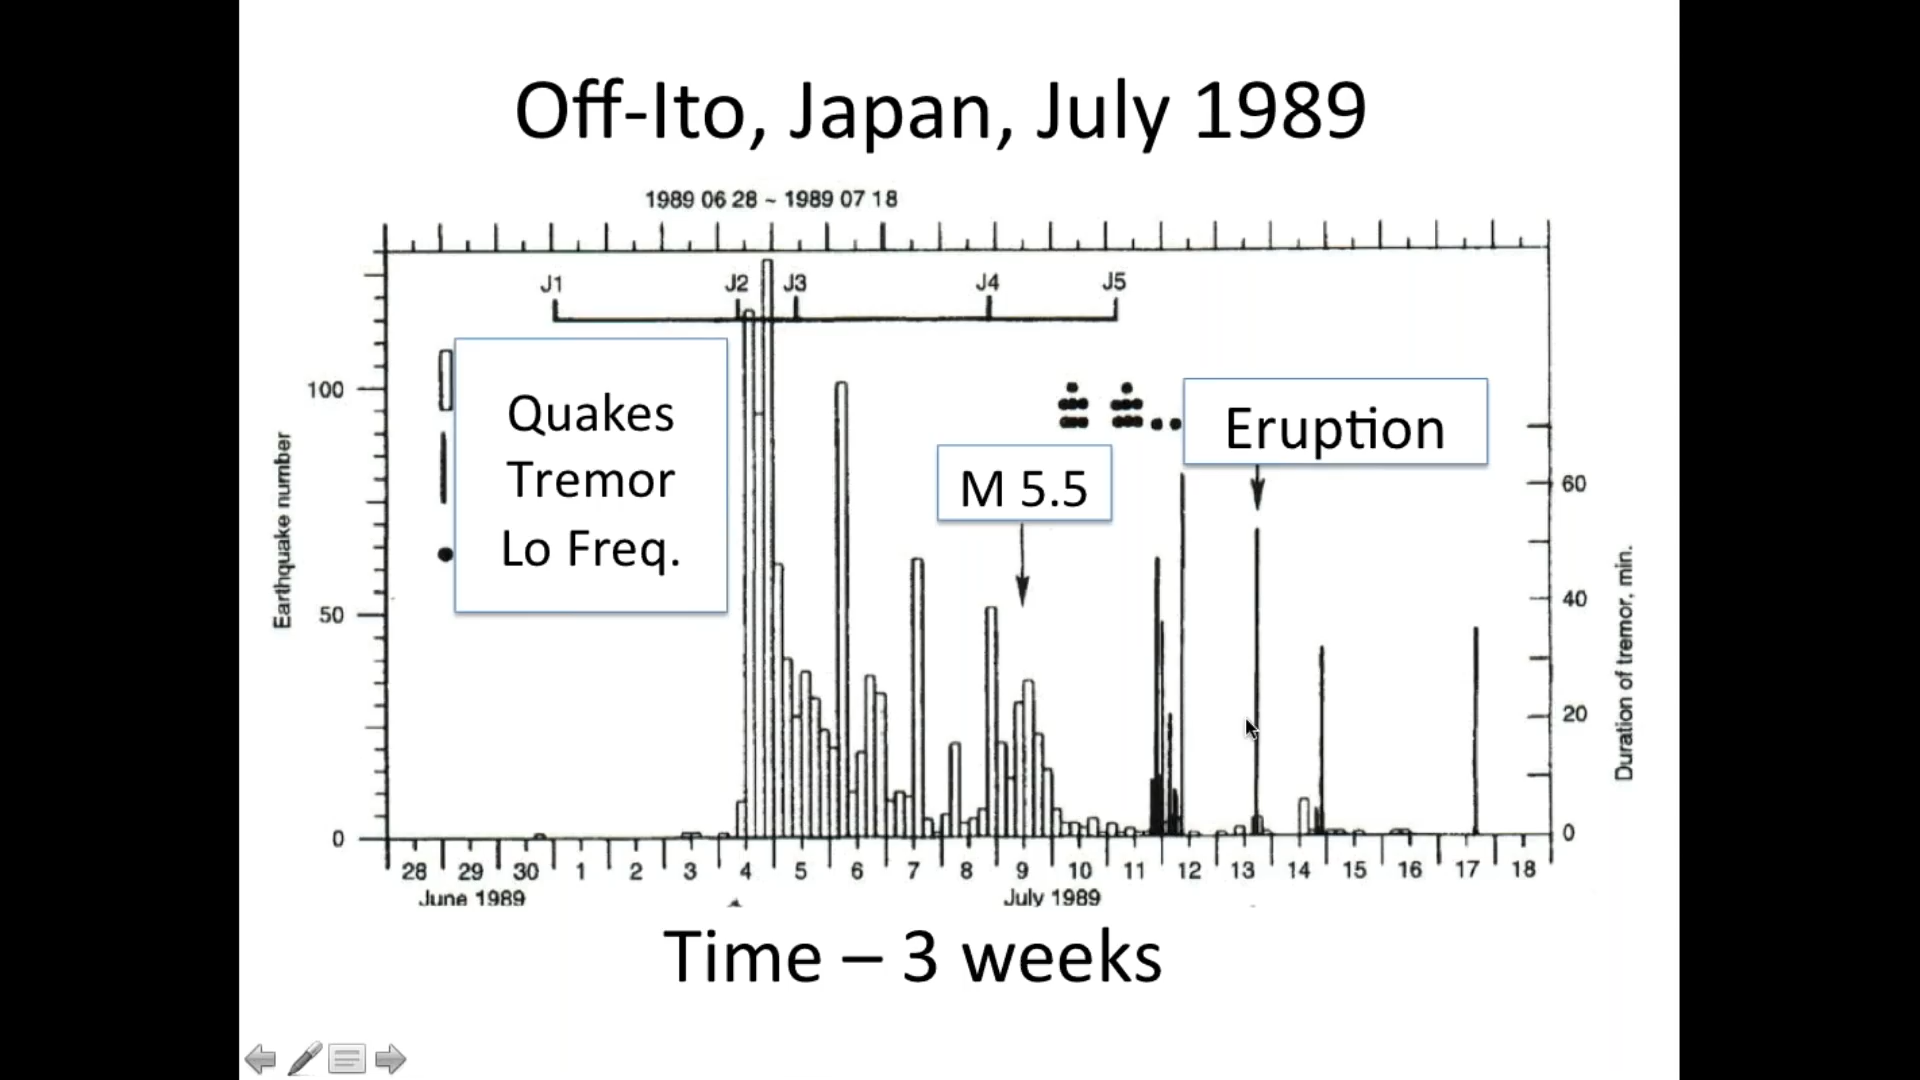 Off-Ito, Japan, July 1989
1989 06 28 ~ 1989 07 18
J1 J2 J3 J4 J5
Quakes
Tremor
Lo Freq.
M 5.5
Eruption
Earthquake number
100
50
0
Duration of tremor, min.
60
40
20
0
28 29 30 1 2 3 4 5 6 7 8 9 10 11 12 13 14 15 16 17 18
June 1989 July 1989
Time – 3 weeks